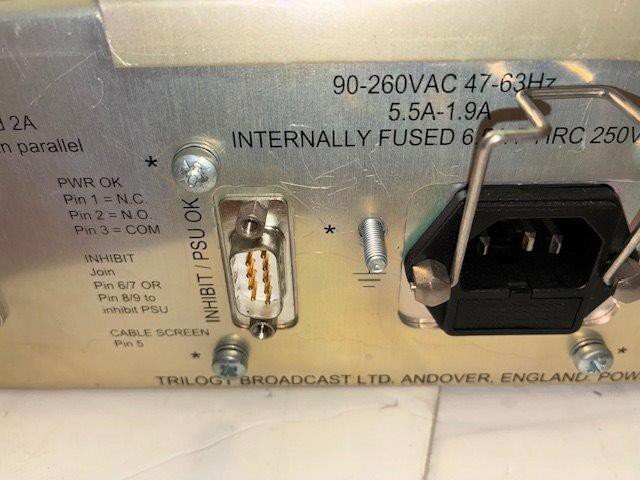 90-260VAC 47-63Hz
5.5A-1.9A
INTERNALLY FUSED HRC 250V
2A
parallel
*
PWR OK
Pin 1 = N.C.
Pin 2 = N.O.
Pin 3 = COM
INHIBIT
Join
Pin 6/7 OR
Pin 8/9 to
inhibit PSU
CABLE SCREEN
Pin 5
INHIBIT / PSU OK
*
*
*
TRILOGY BROADCAST LTD. ANDOVER, ENGLAND.